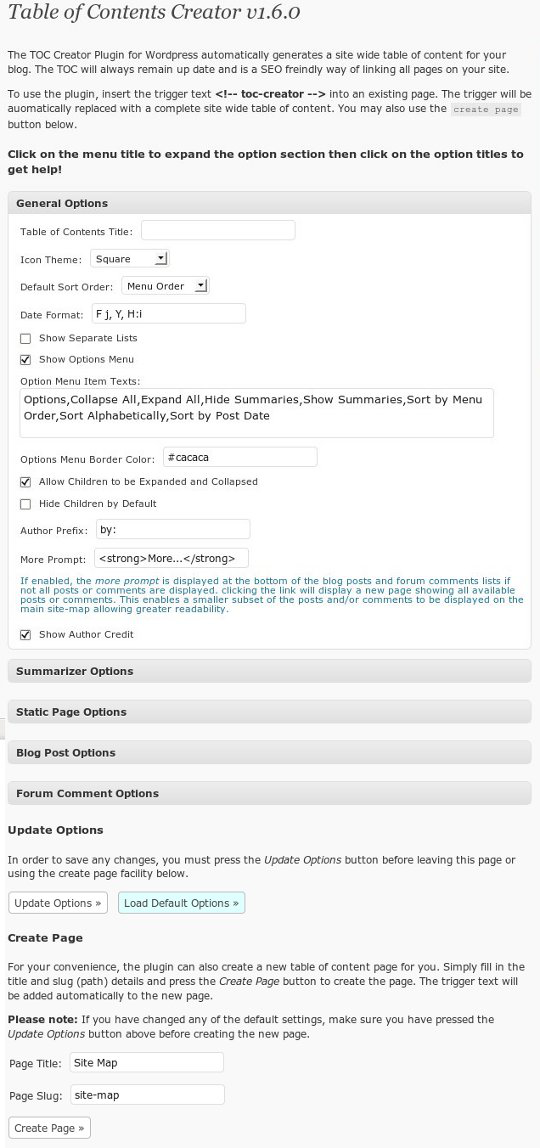 Table of Contents Creator v1.6.0
The TOC Creator Plugin for Wordpress automatically generates a site wide table of content for your
blog. The TOC will always remain up date and is a SEO freindly way of linking all pages on your site.
To use the plugin, insert the trigger text <!-- toc-creator --> into an existing page. The trigger will be
auomatically replaced with a complete site wide table of content. You may also use the create page
button below.
Click on the menu title to expand the option section then click on the option titles to
get help!
General Options
Table of Contents Title:
Icon Theme: Square
Default Sort Order: Menu Order
Date Format: F j, Y, H:i
Show Separate Lists
Show Options Menu
Option Menu Item Texts:
Options,Collapse All,Expand All,Hide Summaries,Show Summaries,Sort by Menu
Order,Sort Alphabetically,Sort by Post Date
Options Menu Border Color: #cacaca
Allow Children to be Expanded and Collapsed
Hide Children by Default
Author Prefix: by:
More Prompt: <strong>More...</strong>
If enabled, the more prompt is displayed at the bottom of the blog posts and forum comments lists if
not all posts or comments are displayed. clicking the link will display a new page showing all available
posts or comments. This enables a smaller subset of the posts and/or comments to be displayed on the
main site-map allowing greater readability.
Show Author Credit
Summarizer Options
Static Page Options
Blog Post Options
Forum Comment Options
Update Options
In order to save any changes, you must press the Update Options button before leaving this page or
using the create page facility below.
Update Options » Load Default Options »
Create Page
For your convenience, the plugin can also create a new table of content page for you. Simply fill in the
title and slug (path) details and press the Create Page button to create the page. The trigger text will
be added automatically to the new page.
Please note: If you have changed any of the default settings, make sure you have pressed the
Update Options button above before creating the new page.
Page Title: Site Map
Page Slug: site-map
Create Page »